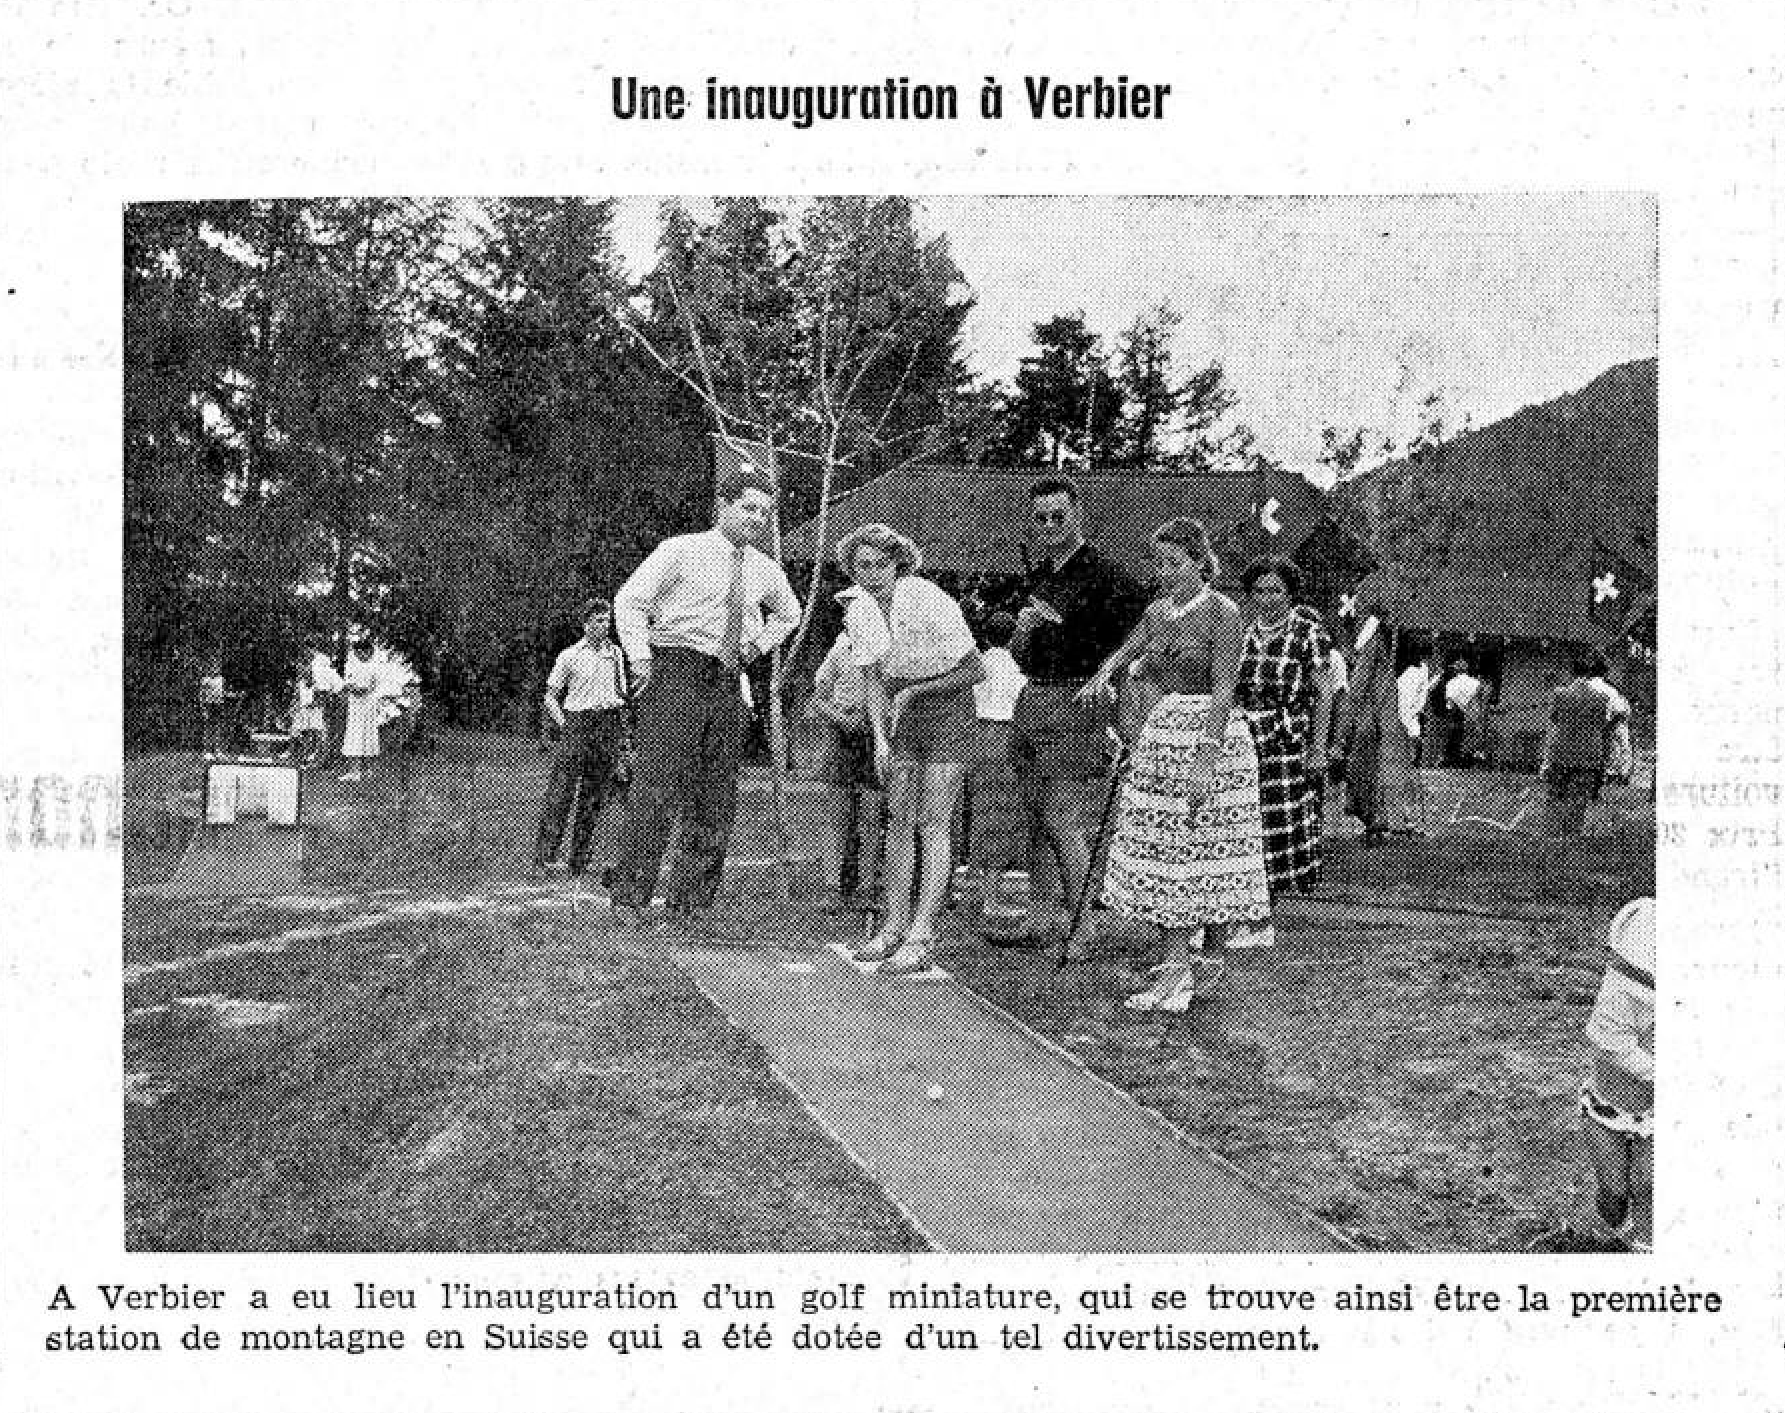 Une inauguration à Verbier
A Verbier a eu lieu l'inauguration d'un golf miniature, qui se trouve ainsi être la première
station de montagne en Suisse qui a été dotée d'un tel divertissement.